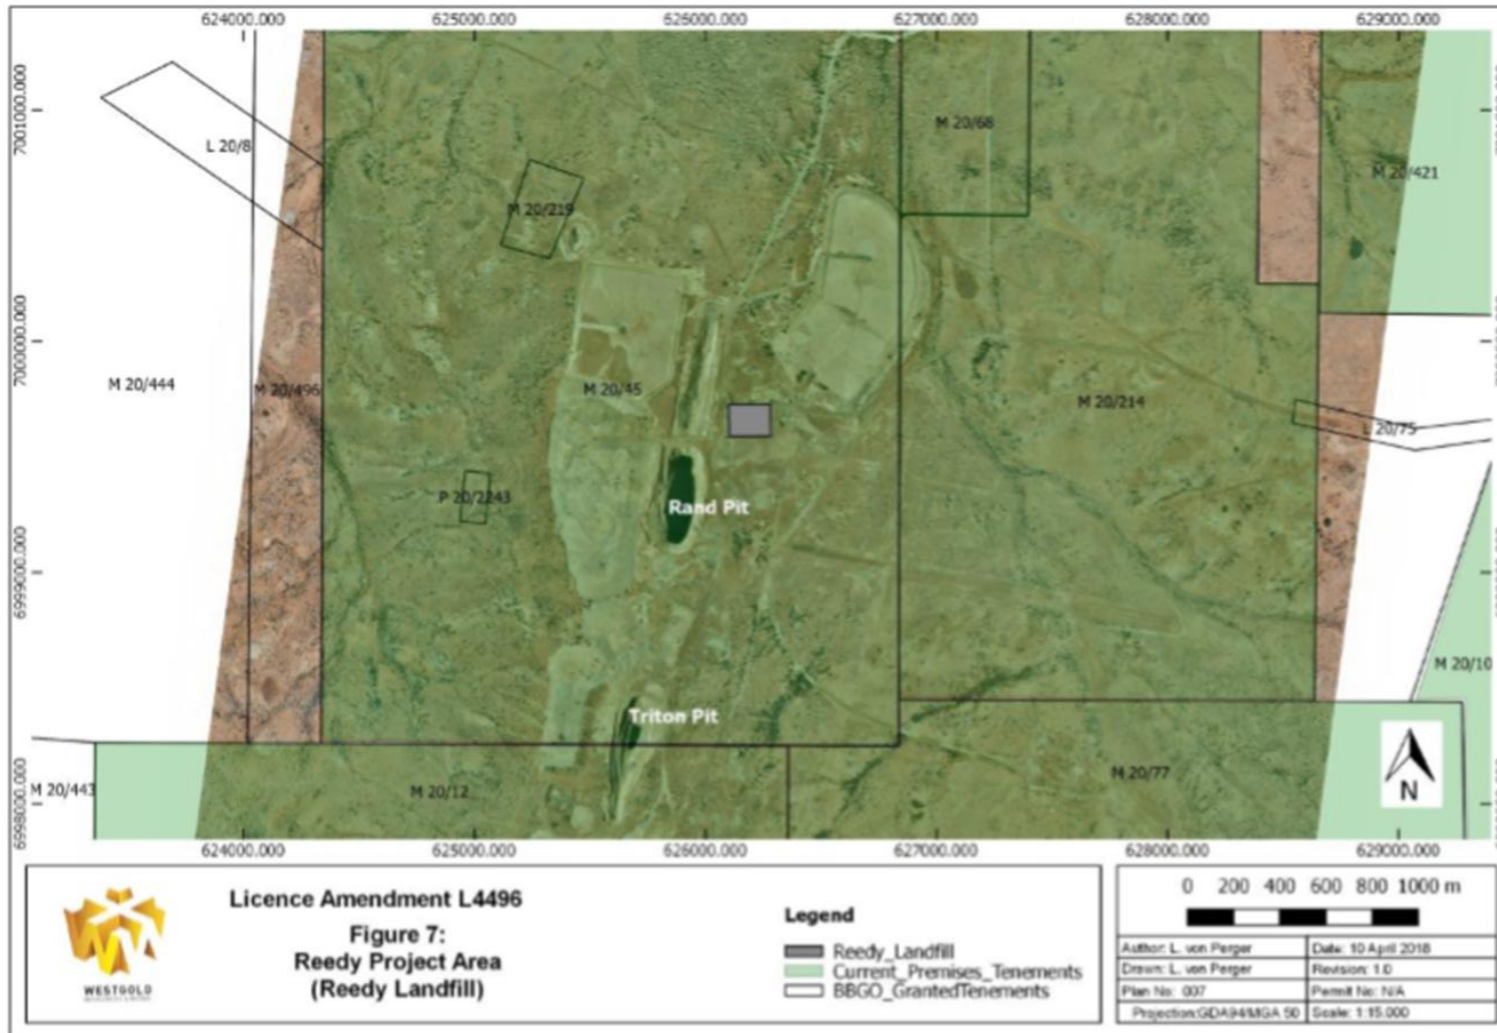 624000.000 625000.000 626000.000 627000.000 628000.000 629000.000
7001000.000
7000000.000
6999000.000
6998000.000
L 20/8
M 20/68
M 20/421
M 20/219
M 20/444
M 20/496
M 20/45
M 20/214
L 20/75
P 20/2243
Rand Pit
M 20/10
Triton Pit
M 20/443
M 20/12
M 20/77
N
624000.000 625000.000 626000.000 627000.000 628000.000 629000.000
WESTGOLD
Licence Amendment L4496
Figure 7:
Reedy Project Area
(Reedy Landfill)
Legend
Reedy_Landfill
Current_Premises_Tenements
BBGO_GrantedTenements
0 200 400 600 800 1000 m
Author: L. von Perger Date: 10 April 2018
Drawn: L. von Perger Revision: 1.0
Plan No: 007 Permit No: N/A
Projection:GDA94/MGA 50 Scale: 1:15.000